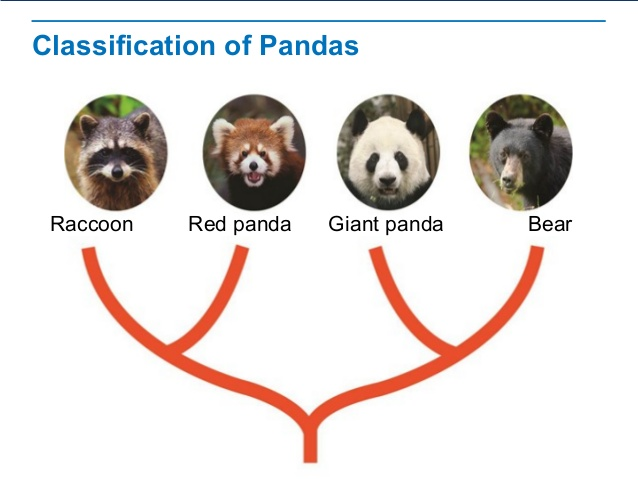 Classification of Pandas
Raccoon Red panda Giant panda Bear